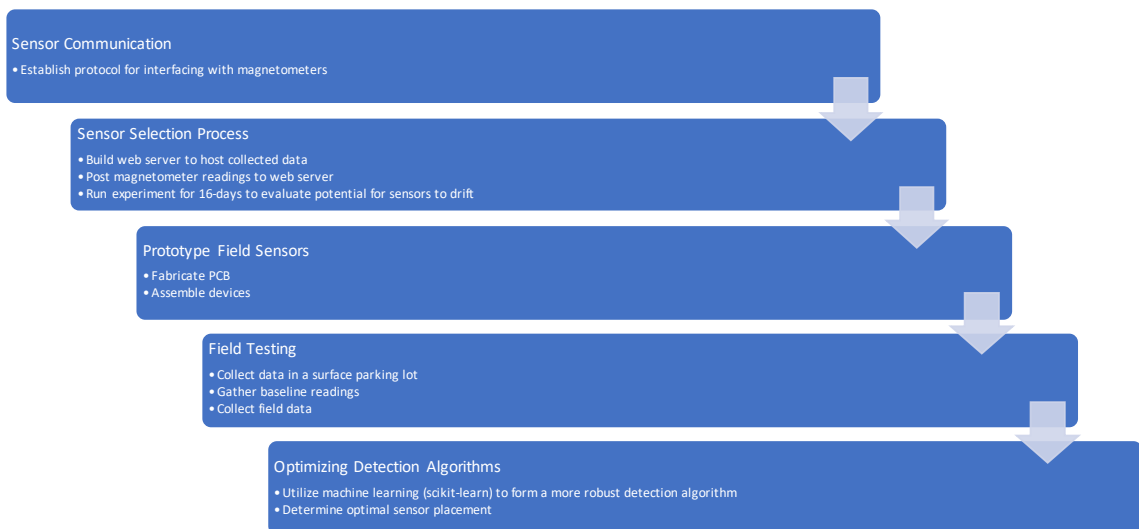 Sensor Communication
• Establish protocol for interfacing with magnetometers
Sensor Selection Process
• Build web server to host collected data
• Post magnetometer readings to web server
• Run experiment for 16-days to evaluate potential for sensors to drift
Prototype Field Sensors
• Fabricate PCB
• Assemble devices
Field Testing
• Collect data in a surface parking lot
• Gather baseline readings
• Collect field data
Optimizing Detection Algorithms
• Utilize machine learning (scikit-learn) to form a more robust detection algorithm
• Determine optimal sensor placement